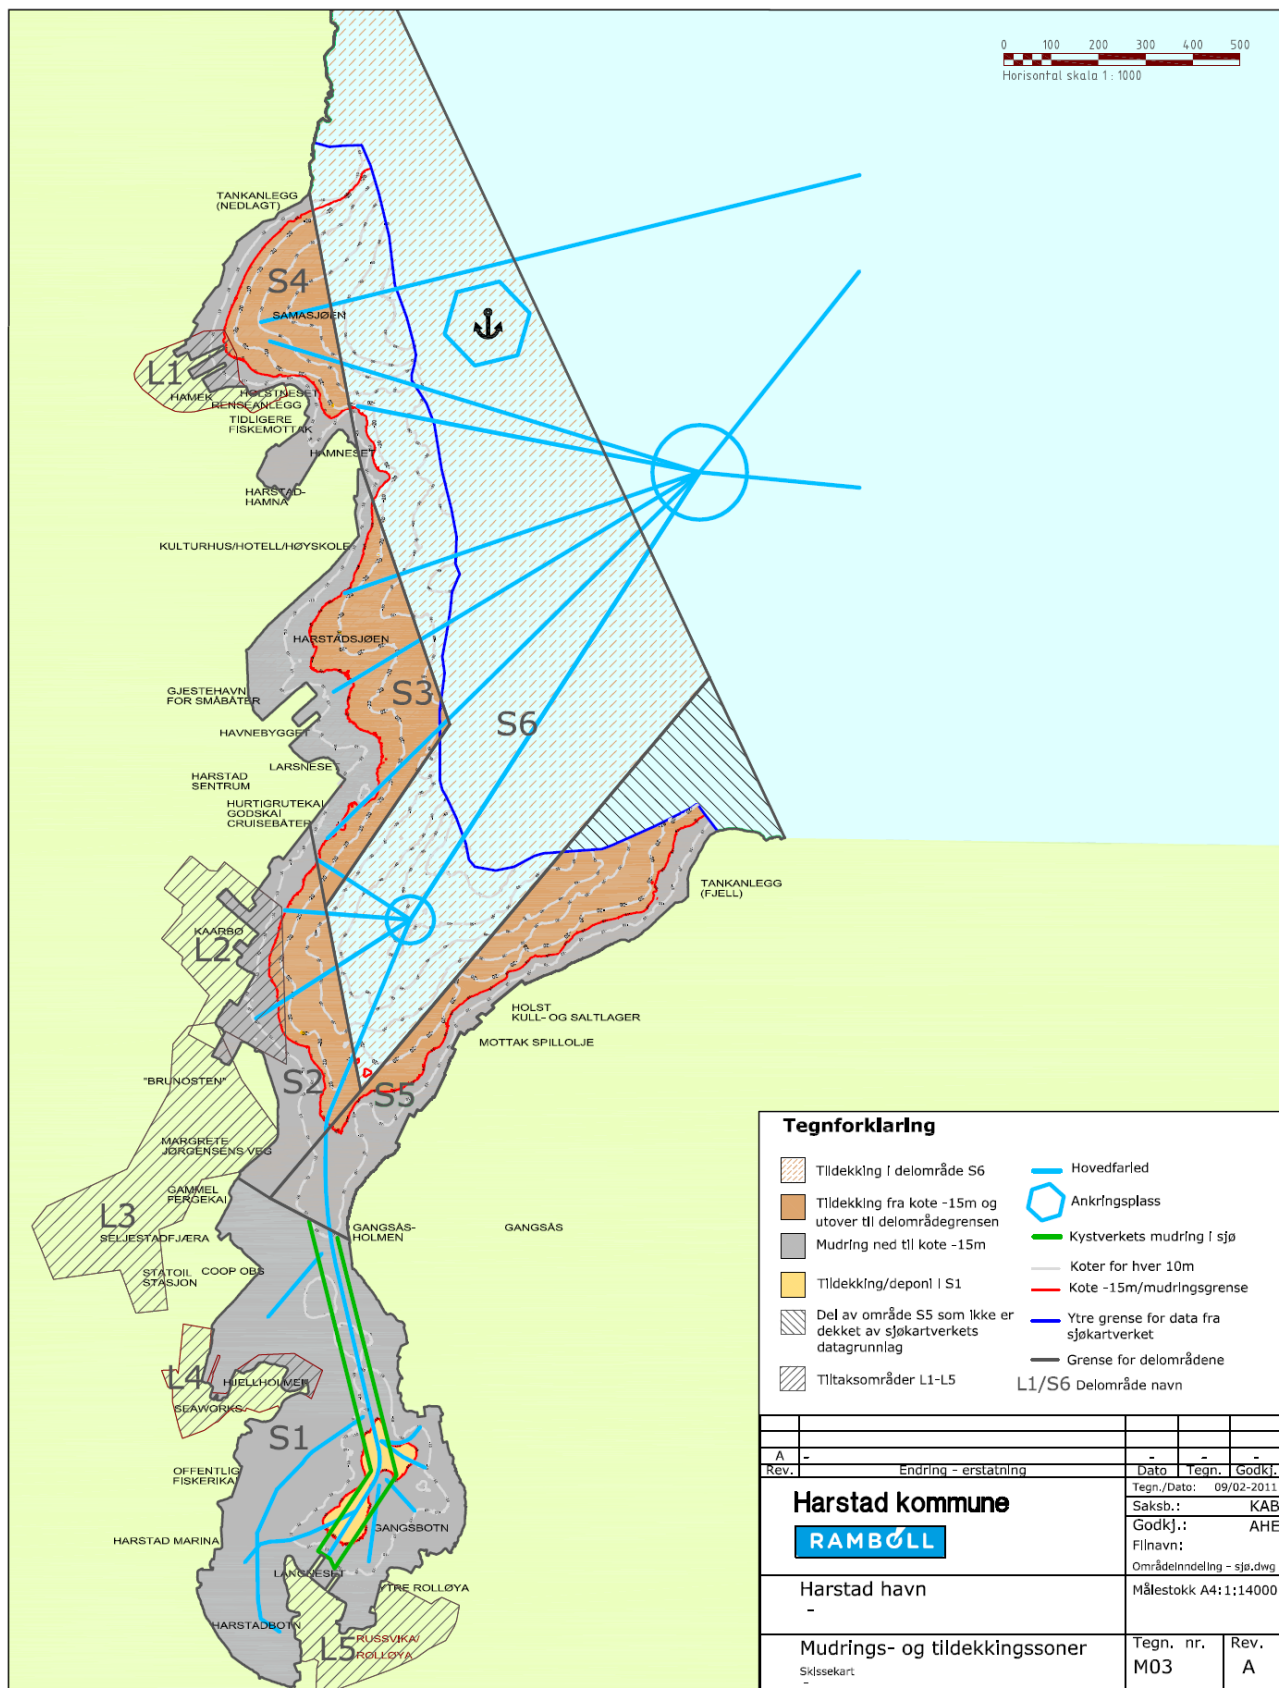 0 100 200 300 400 500
Horisontal skala 1 : 1000
TANKANLEGG
(NEDLAGT)
S4
SAMASJØEN
L1
HAMEK
HOLSTNESET
RENSEANLEGG
TIDLIGERE
FISKEMOTTAK
HAMNESET
HARSTAD-
HAMNA
KULTURHUS/HOTELL/HØYSKOLE
HARSTADSJØEN
GJESTEHAVN
FOR SMÅBÅTER
S3
S6
HAVNEBYGGET
LARSNESET
HARSTAD
SENTRUM
HURTIGRUTEKAI
GODSKAI
CRUISEBÅTER
TANKANLEGG
(FJELL)
KAARBØ
L2
HOLST
KULL- OG SALTLAGER
MOTTAK SPILLOLJE
"BRUNOSTEN"
S2
S5
MARGRETE
JØRGENSENS VEG
GAMMEL
FERGEKAI
L3
SELJESTADFJÆRA
GANGSÅS-
HOLMEN
GANGSÅS
STATOIL
STASJON
COOP OBS
L4
HJELLHOLMEN
SEAWORKS
S1
OFFENTLIG
FISKERIKAI
GANGSBOTN
HARSTAD MARINA
LANGNESET
YTRE ROLLØYA
HARSTADBOTN
L5
RUSSVIKA/
ROLLØYA
Tegnforklaring
Tildekking i delområde S6
Tildekking fra kote -15m og
utover til delområdegrensen
Mudring ned til kote -15m
Tildekking/deponi i S1
Del av område S5 som ikke er
dekket av sjøkartverkets
datagrunnlag
Tiltaksområder L1-L5
Hovedfarled
Ankringsplass
Kystverkets mudring i sjø
Koter for hver 10m
Kote -15m/mudringsgrense
Ytre grense for data fra
sjøkartverket
Grense for delområdene
L1/S6 Delområde navn
A - - - -
Rev. Endring - erstatning Dato Tegn. Godkj.
Harstad kommune
RAMBØLL
Tegn./Dato: 09/02-2011
Saksb.: KAB
Godkj.: AHE
Filnavn:
Områdeinndeling - sjø.dwg
Harstad havn
-
Målestokk A4:1:14000
Mudrings- og tildekkingssoner
Skissekart
-
Tegn. nr.
M03
Rev.
A